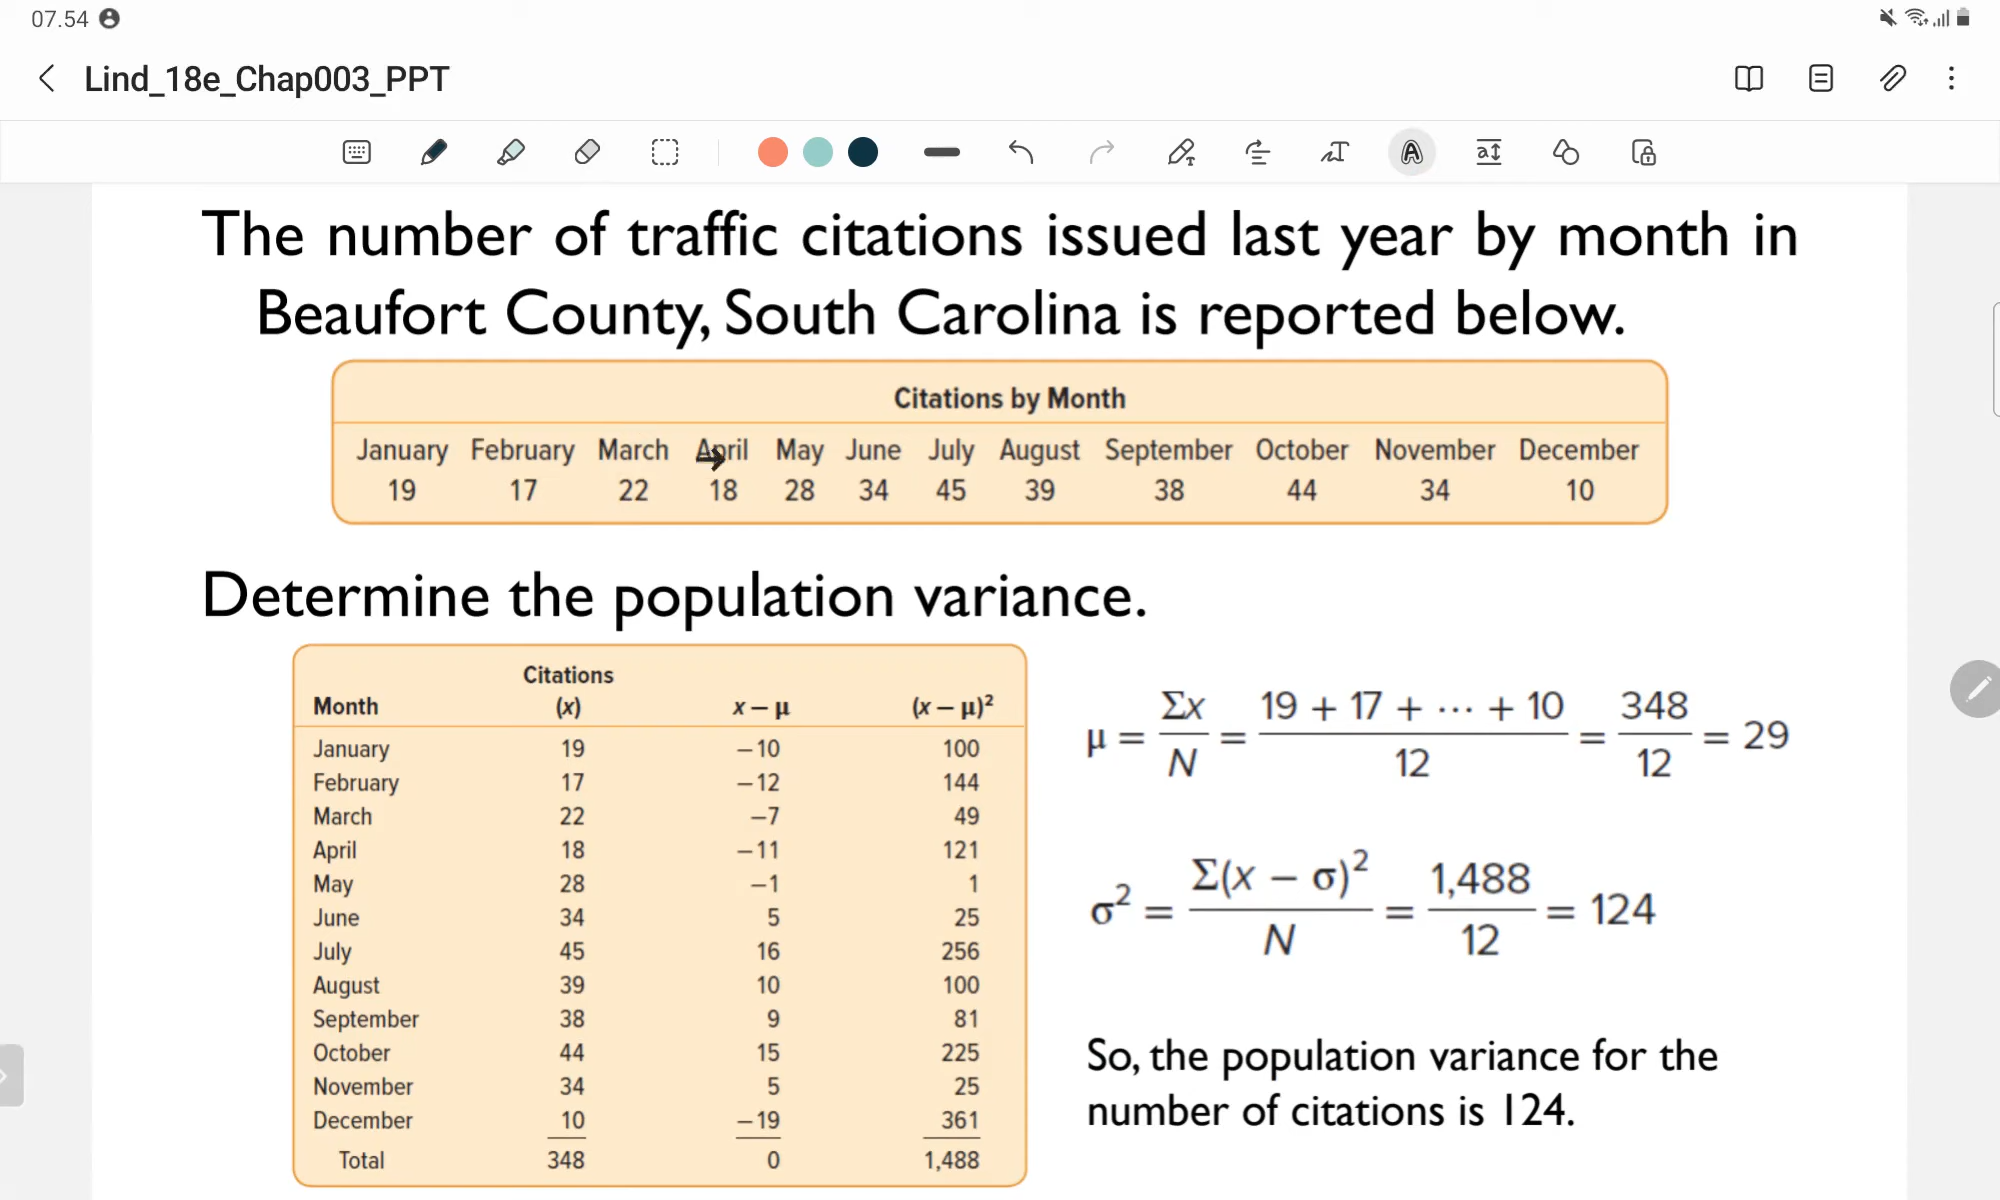 07.54
Lind_18e_Chap003_PPT
The number of traffic citations issued last year by month in
Beaufort County, South Carolina is reported below.
Citations by Month
January February March April May June July August September October November December
19 17 22 18 28 34 45 39 38 44 34 10
Determine the population variance.
Citations
Month (x) x – μ (x – μ)²
January 19 –10 100
February 17 –12 144
March 22 –7 49
April 18 –11 121
May 28 –1 1
June 34 5 25
July 45 16 256
August 39 10 100
September 38 9 81
October 44 15 225
November 34 5 25
December 10 –19 361
Total 348 0 1,488
μ = Σx / N = 19 + 17 + ··· + 10 / 12 = 348 / 12 = 29
σ² = Σ(x – σ)² / N = 1,488 / 12 = 124
So, the population variance for the
number of citations is 124.